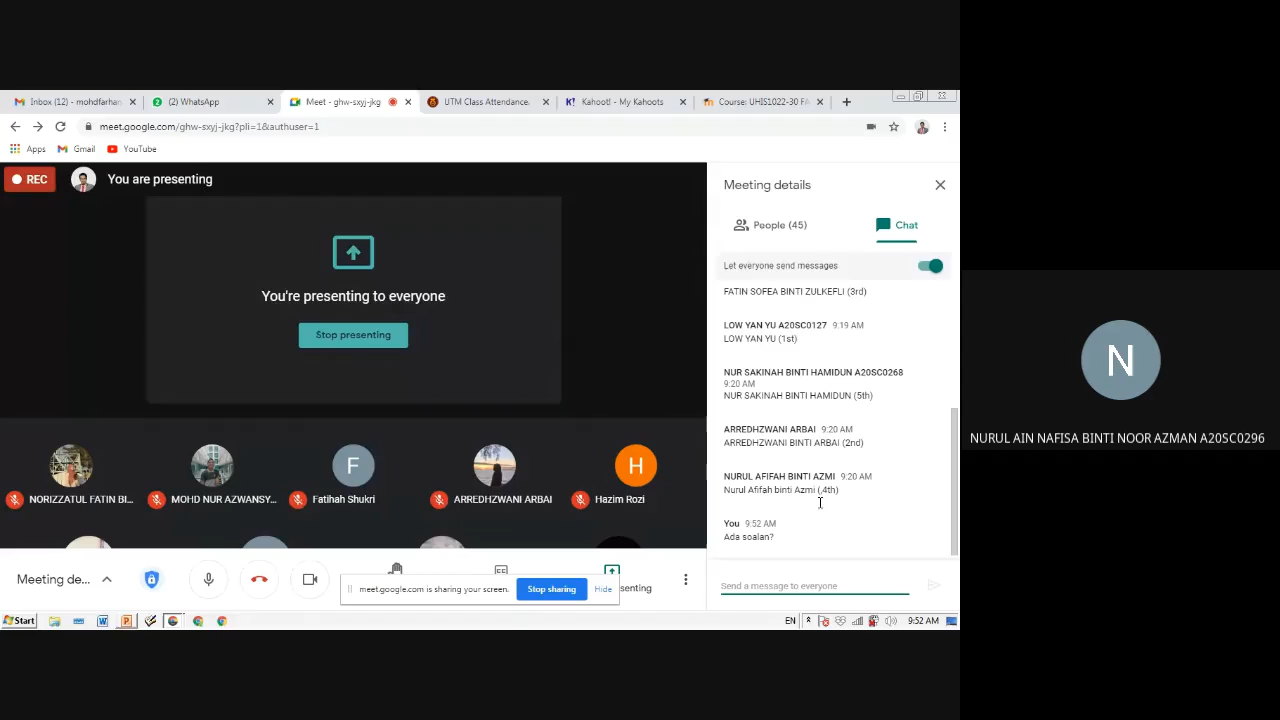 Inbox (12) - mohdfarhan
(2) WhatsApp
Meet - ghw-sxyj-jkg
UTM Class Attendance.
Kahoot! - My Kahoots
Course: UHIS1022-30 FA
meet.google.com/ghw-sxyj-jkg?pli=1&authuser=1
Apps
Gmail
YouTube
REC
You are presenting
You're presenting to everyone
Stop presenting
NORIZZATUL FATIN BI...
MOHD NUR AZWANSY...
F
Fatihah Shukri
ARREDHZWANI ARBAI
H
Hazim Rozi
Meeting details
People (45)
Chat
Let everyone send messages
FATIN SOFEA BINTI ZULKEFLI (3rd)
LOW YAN YU A20SC0127 9:19 AM
LOW YAN YU (1st)
NUR SAKINAH BINTI HAMIDUN A20SC0268
9:20 AM
NUR SAKINAH BINTI HAMIDUN (5th)
ARREDHZWANI ARBAI 9:20 AM
ARREDHZWANI BINTI ARBAI (2nd)
NURUL AFIFAH BINTI AZMI 9:20 AM
Nurul Afifah binti Azmi (,4th)
You 9:52 AM
Ada soalan?
Send a message to everyone
Meeting de...
meet.google.com is sharing your screen.
Stop sharing
Hide
senting
Start
EN
9:52 AM
N
NURUL AIN NAFISA BINTI NOOR AZMAN A20SC0296